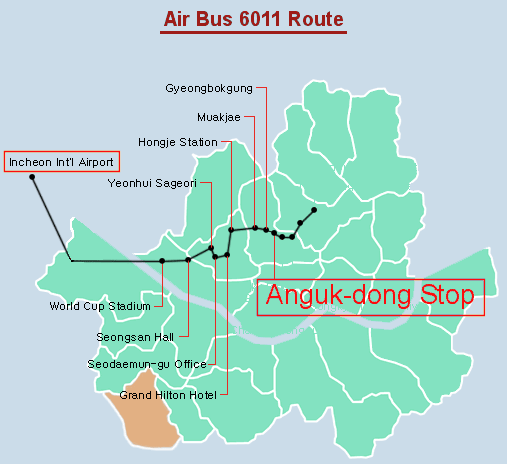 Air Bus 6011 Route
Gyeongbokgung
Muakjae
Hongje Station
Incheon Int'l Airport
Yeonhui Sageori
Anguk-dong Stop
World Cup Stadium
Seongsan Hall
Seodaemun-gu Office
Grand Hilton Hotel